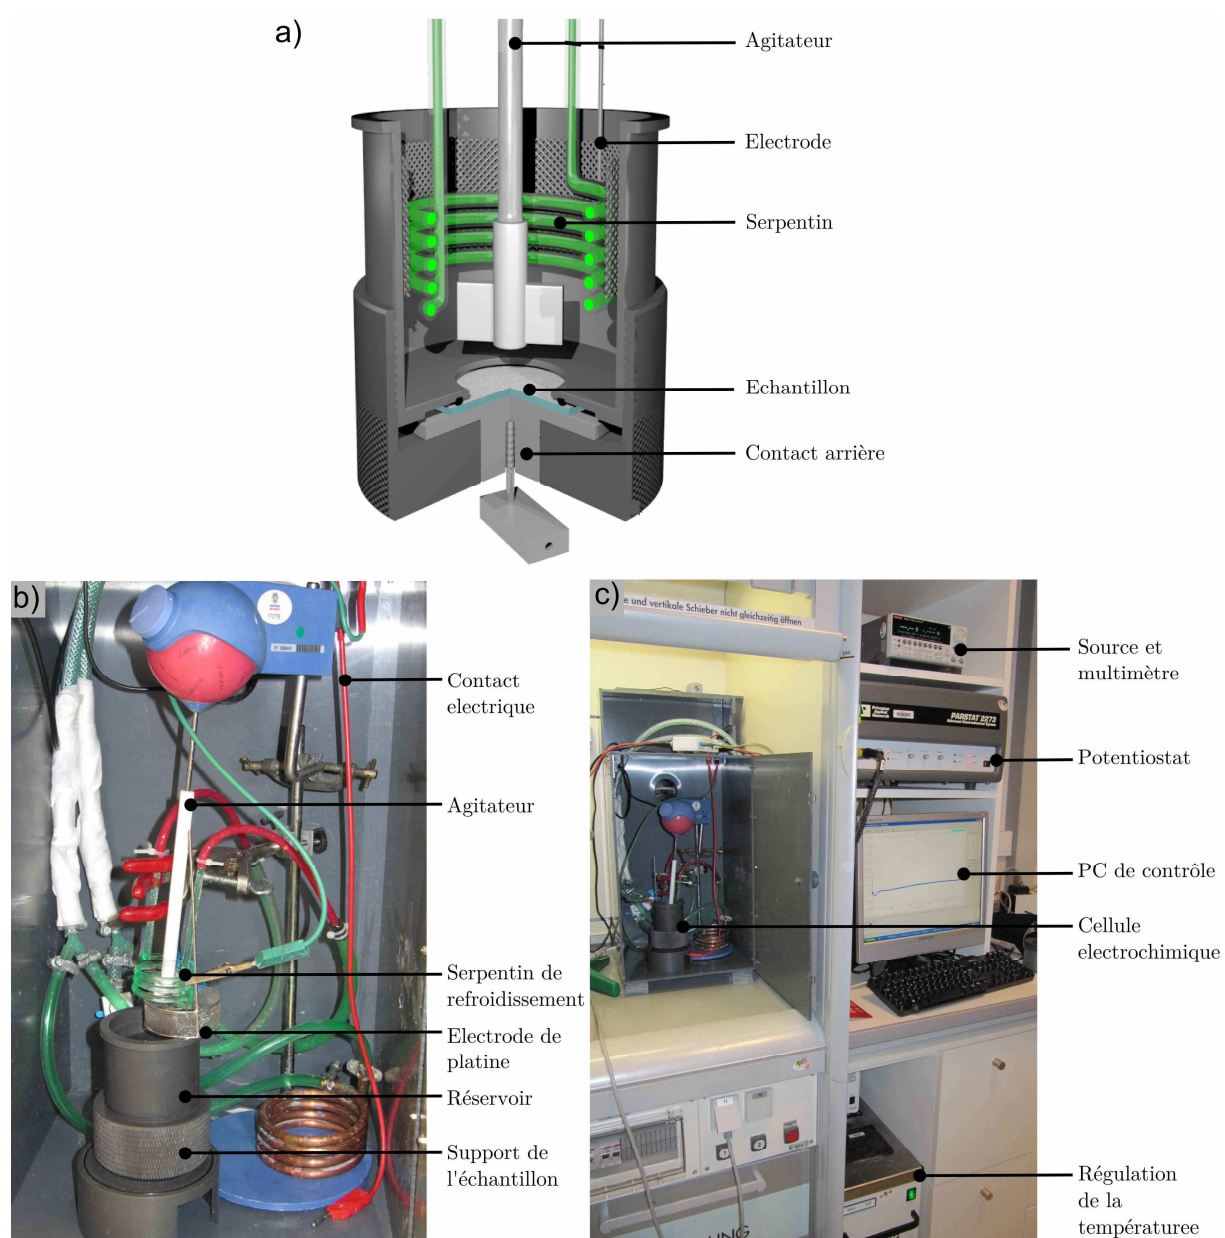 a)
Agitateur
Electrode
Serpentin
Echantillon
Contact arrière
b)
Contact
electrique
Agitateur
Serpentin de
refroidissement
Electrode de
platine
Réservoir
Support de
l'échantillon
c)
e und vertikale Schieber nicht gleichzeitig öffnen
PARSTAT 2273
Source et
multimètre
Potentiostat
PC de contrôle
Cellule
electrochimique
Régulation
de la
températuree
1
2